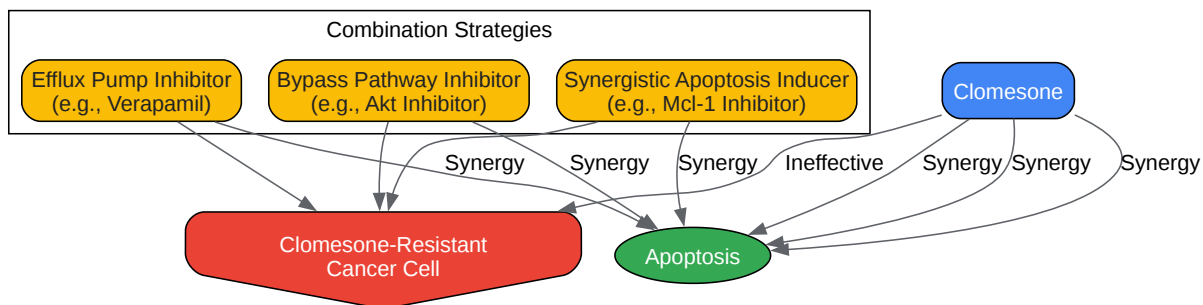 Combination Strategies
Efflux Pump Inhibitor
(e.g., Verapamil)
Bypass Pathway Inhibitor
(e.g., Akt Inhibitor)
Synergistic Apoptosis Inducer
(e.g., Mcl-1 Inhibitor)
Clomesone
Synergy
Synergy
Synergy
Ineffective
Synergy
Synergy
Synergy
Clomesone-Resistant
Cancer Cell
Apoptosis